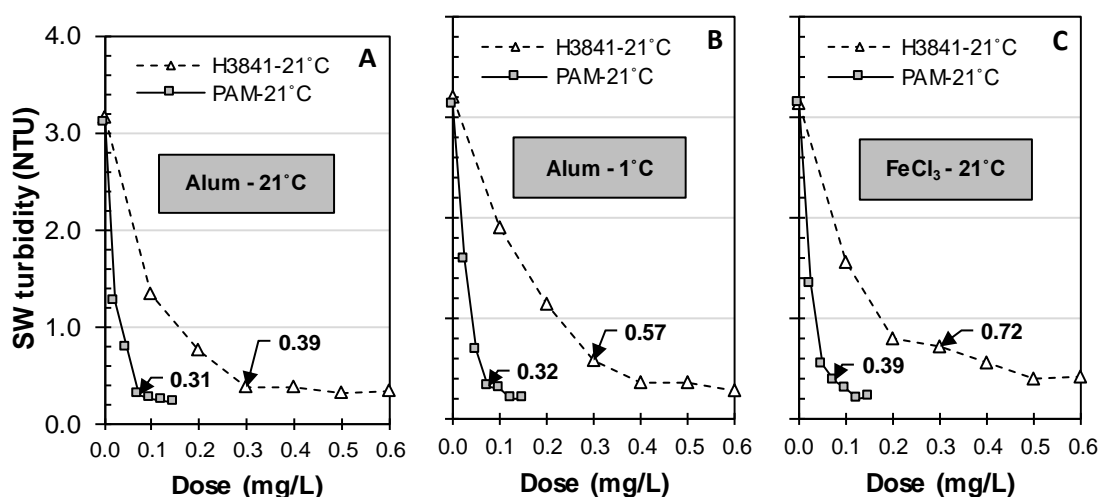 SW turbidity (NTU)
4.0
3.0
2.0
1.0
0.0
H3841-21˚C
PAM-21˚C
A
Alum - 21˚C
0.39
0.31
0.0 0.1 0.2 0.3 0.4 0.5 0.6
Dose (mg/L)
H3841-21˚C
PAM-21˚C
B
Alum - 1˚C
0.57
0.32
0.0 0.1 0.2 0.3 0.4 0.5 0.6
Dose (mg/L)
H3841-21˚C
PAM-21˚C
C
FeCl₃ - 21˚C
0.72
0.39
0.0 0.1 0.2 0.3 0.4 0.5 0.6
Dose (mg/L)